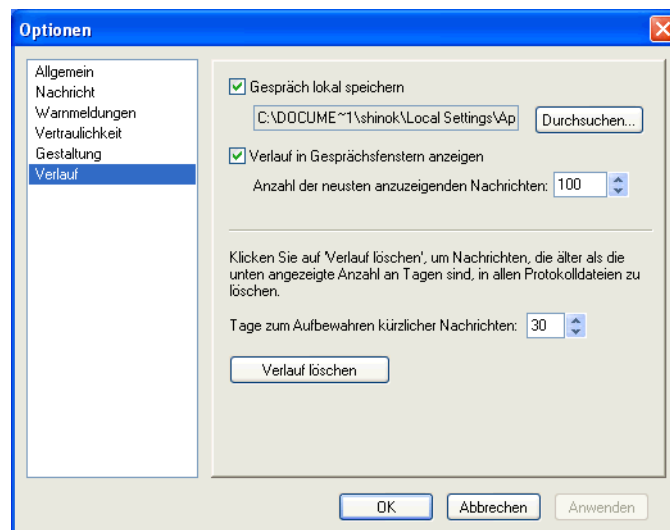 Optionen
Allgemein
Nachricht
Warnmeldungen
Vertraulichkeit
Gestaltung
Verlauf
Gespräch lokal speichern
C:\DOCUME~1\shinok\Local Settings\Ap
Durchsuchen...
Verlauf in Gesprächsfenstern anzeigen
Anzahl der neusten anzuzeigenden Nachrichten: 100
Klicken Sie auf 'Verlauf löschen', um Nachrichten, die älter als die
unten angezeigte Anzahl an Tagen sind, in allen Protokolldateien zu
löschen.
Tage zum Aufbewahren kürzlicher Nachrichten: 30
Verlauf löschen
OK
Abbrechen
Anwenden